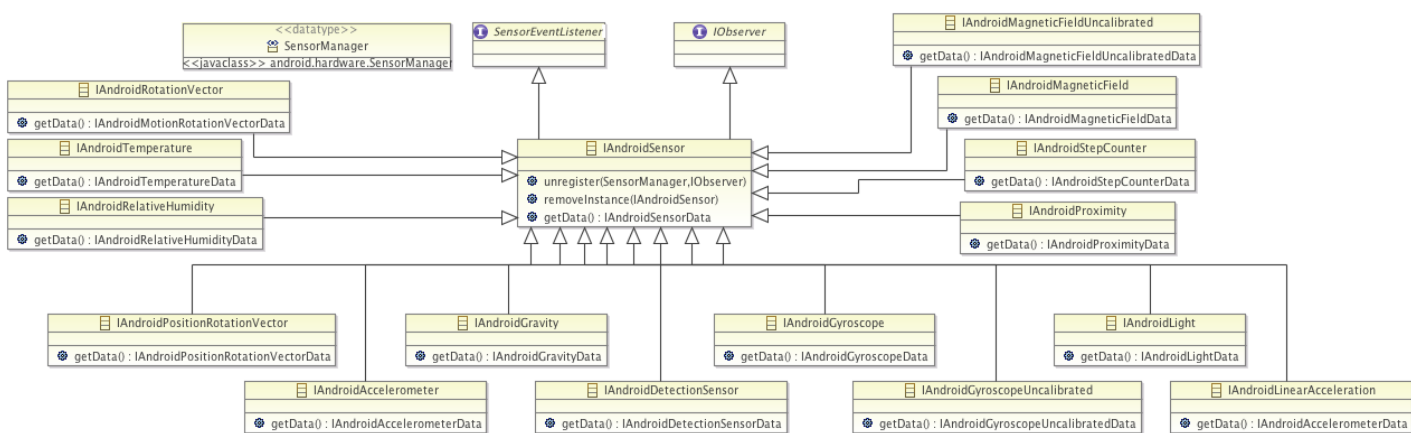 <<datatype>>
SensorManager
<<javaclass>> android.hardware.SensorManager
SensorEventListener
IObserver
IAndroidMagneticFieldUncalibrated
getData() : IAndroidMagneticFieldUncalibratedData
IAndroidRotationVector
getData() : IAndroidMotionRotationVectorData
IAndroidMagneticField
getData() : IAndroidMagneticFieldData
IAndroidTemperature
getData() : IAndroidTemperatureData
IAndroidSensor
unregister(SensorManager,IObserver)
removeInstance(IAndroidSensor)
getData() : IAndroidSensorData
IAndroidStepCounter
getData() : IAndroidStepCounterData
IAndroidRelativeHumidity
getData() : IAndroidRelativeHumidityData
IAndroidProximity
getData() : IAndroidProximityData
IAndroidPositionRotationVector
getData() : IAndroidPositionRotationVectorData
IAndroidGravity
getData() : IAndroidGravityData
IAndroidGyroscope
getData() : IAndroidGyroscopeData
IAndroidLight
getData() : IAndroidLightData
IAndroidAccelerometer
getData() : IAndroidAccelerometerData
IAndroidDetectionSensor
getData() : IAndroidDetectionSensorData
IAndroidGyroscopeUncalibrated
getData() : IAndroidGyroscopeUncalibratedData
IAndroidLinearAcceleration
getData() : IAndroidAccelerometerData